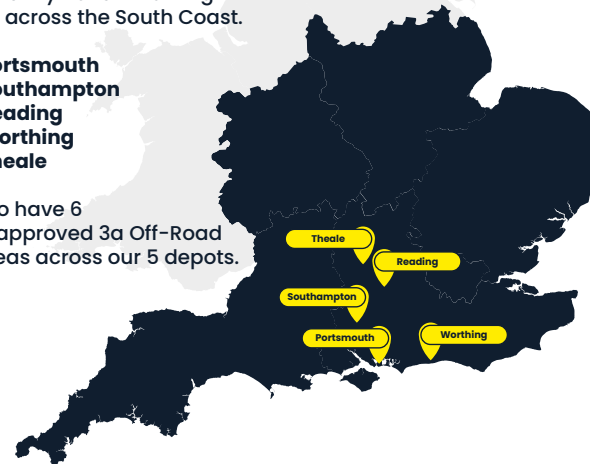 across the South Coast.
ortsmouth
outhampton
eading
orthing
heale
o have 6
approved 3a Off-Road
eas across our 5 depots.
Theale
Reading
Southampton
Portsmouth
Worthing